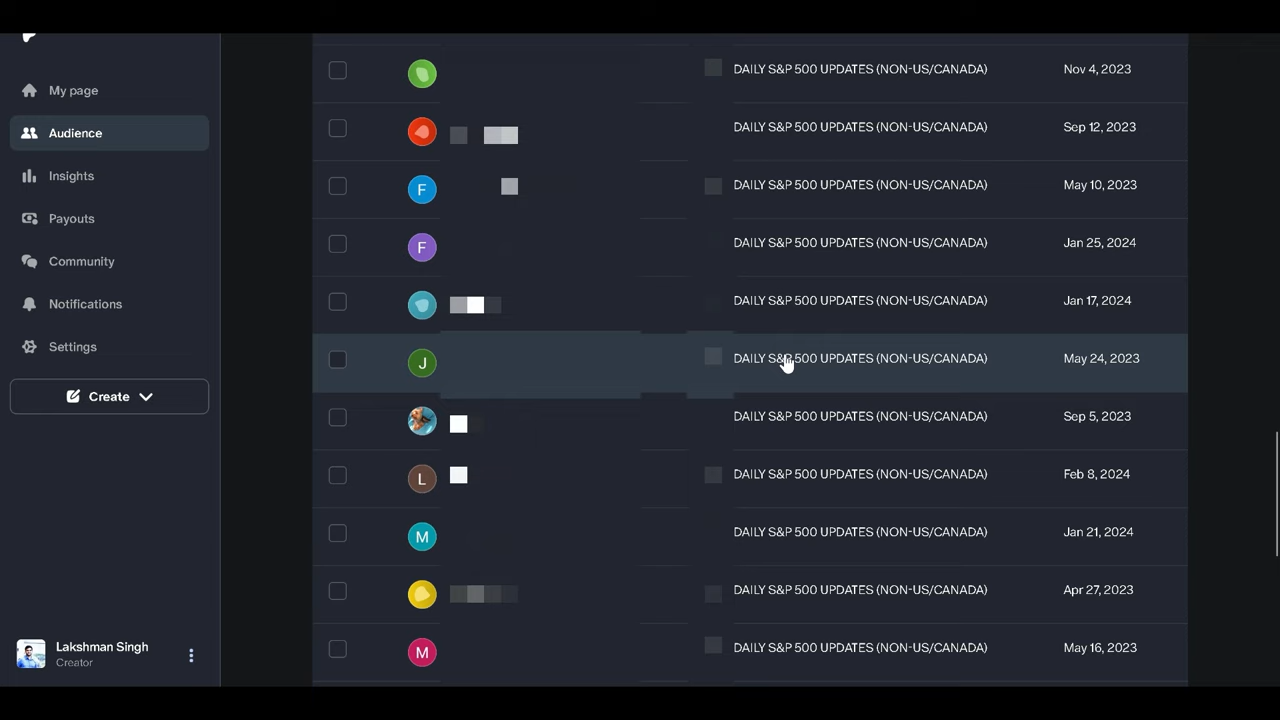 My page
Audience
Insights
Payouts
Community
Notifications
Settings
Create
Lakshman Singh
Creator
DAILY S&P 500 UPDATES (NON-US/CANADA) Nov 4, 2023
DAILY S&P 500 UPDATES (NON-US/CANADA) Sep 12, 2023
F DAILY S&P 500 UPDATES (NON-US/CANADA) May 10, 2023
F DAILY S&P 500 UPDATES (NON-US/CANADA) Jan 25, 2024
DAILY S&P 500 UPDATES (NON-US/CANADA) Jan 17, 2024
J DAILY S&P 500 UPDATES (NON-US/CANADA) May 24, 2023
DAILY S&P 500 UPDATES (NON-US/CANADA) Sep 5, 2023
L DAILY S&P 500 UPDATES (NON-US/CANADA) Feb 8, 2024
M DAILY S&P 500 UPDATES (NON-US/CANADA) Jan 21, 2024
DAILY S&P 500 UPDATES (NON-US/CANADA) Apr 27, 2023
M DAILY S&P 500 UPDATES (NON-US/CANADA) May 16, 2023